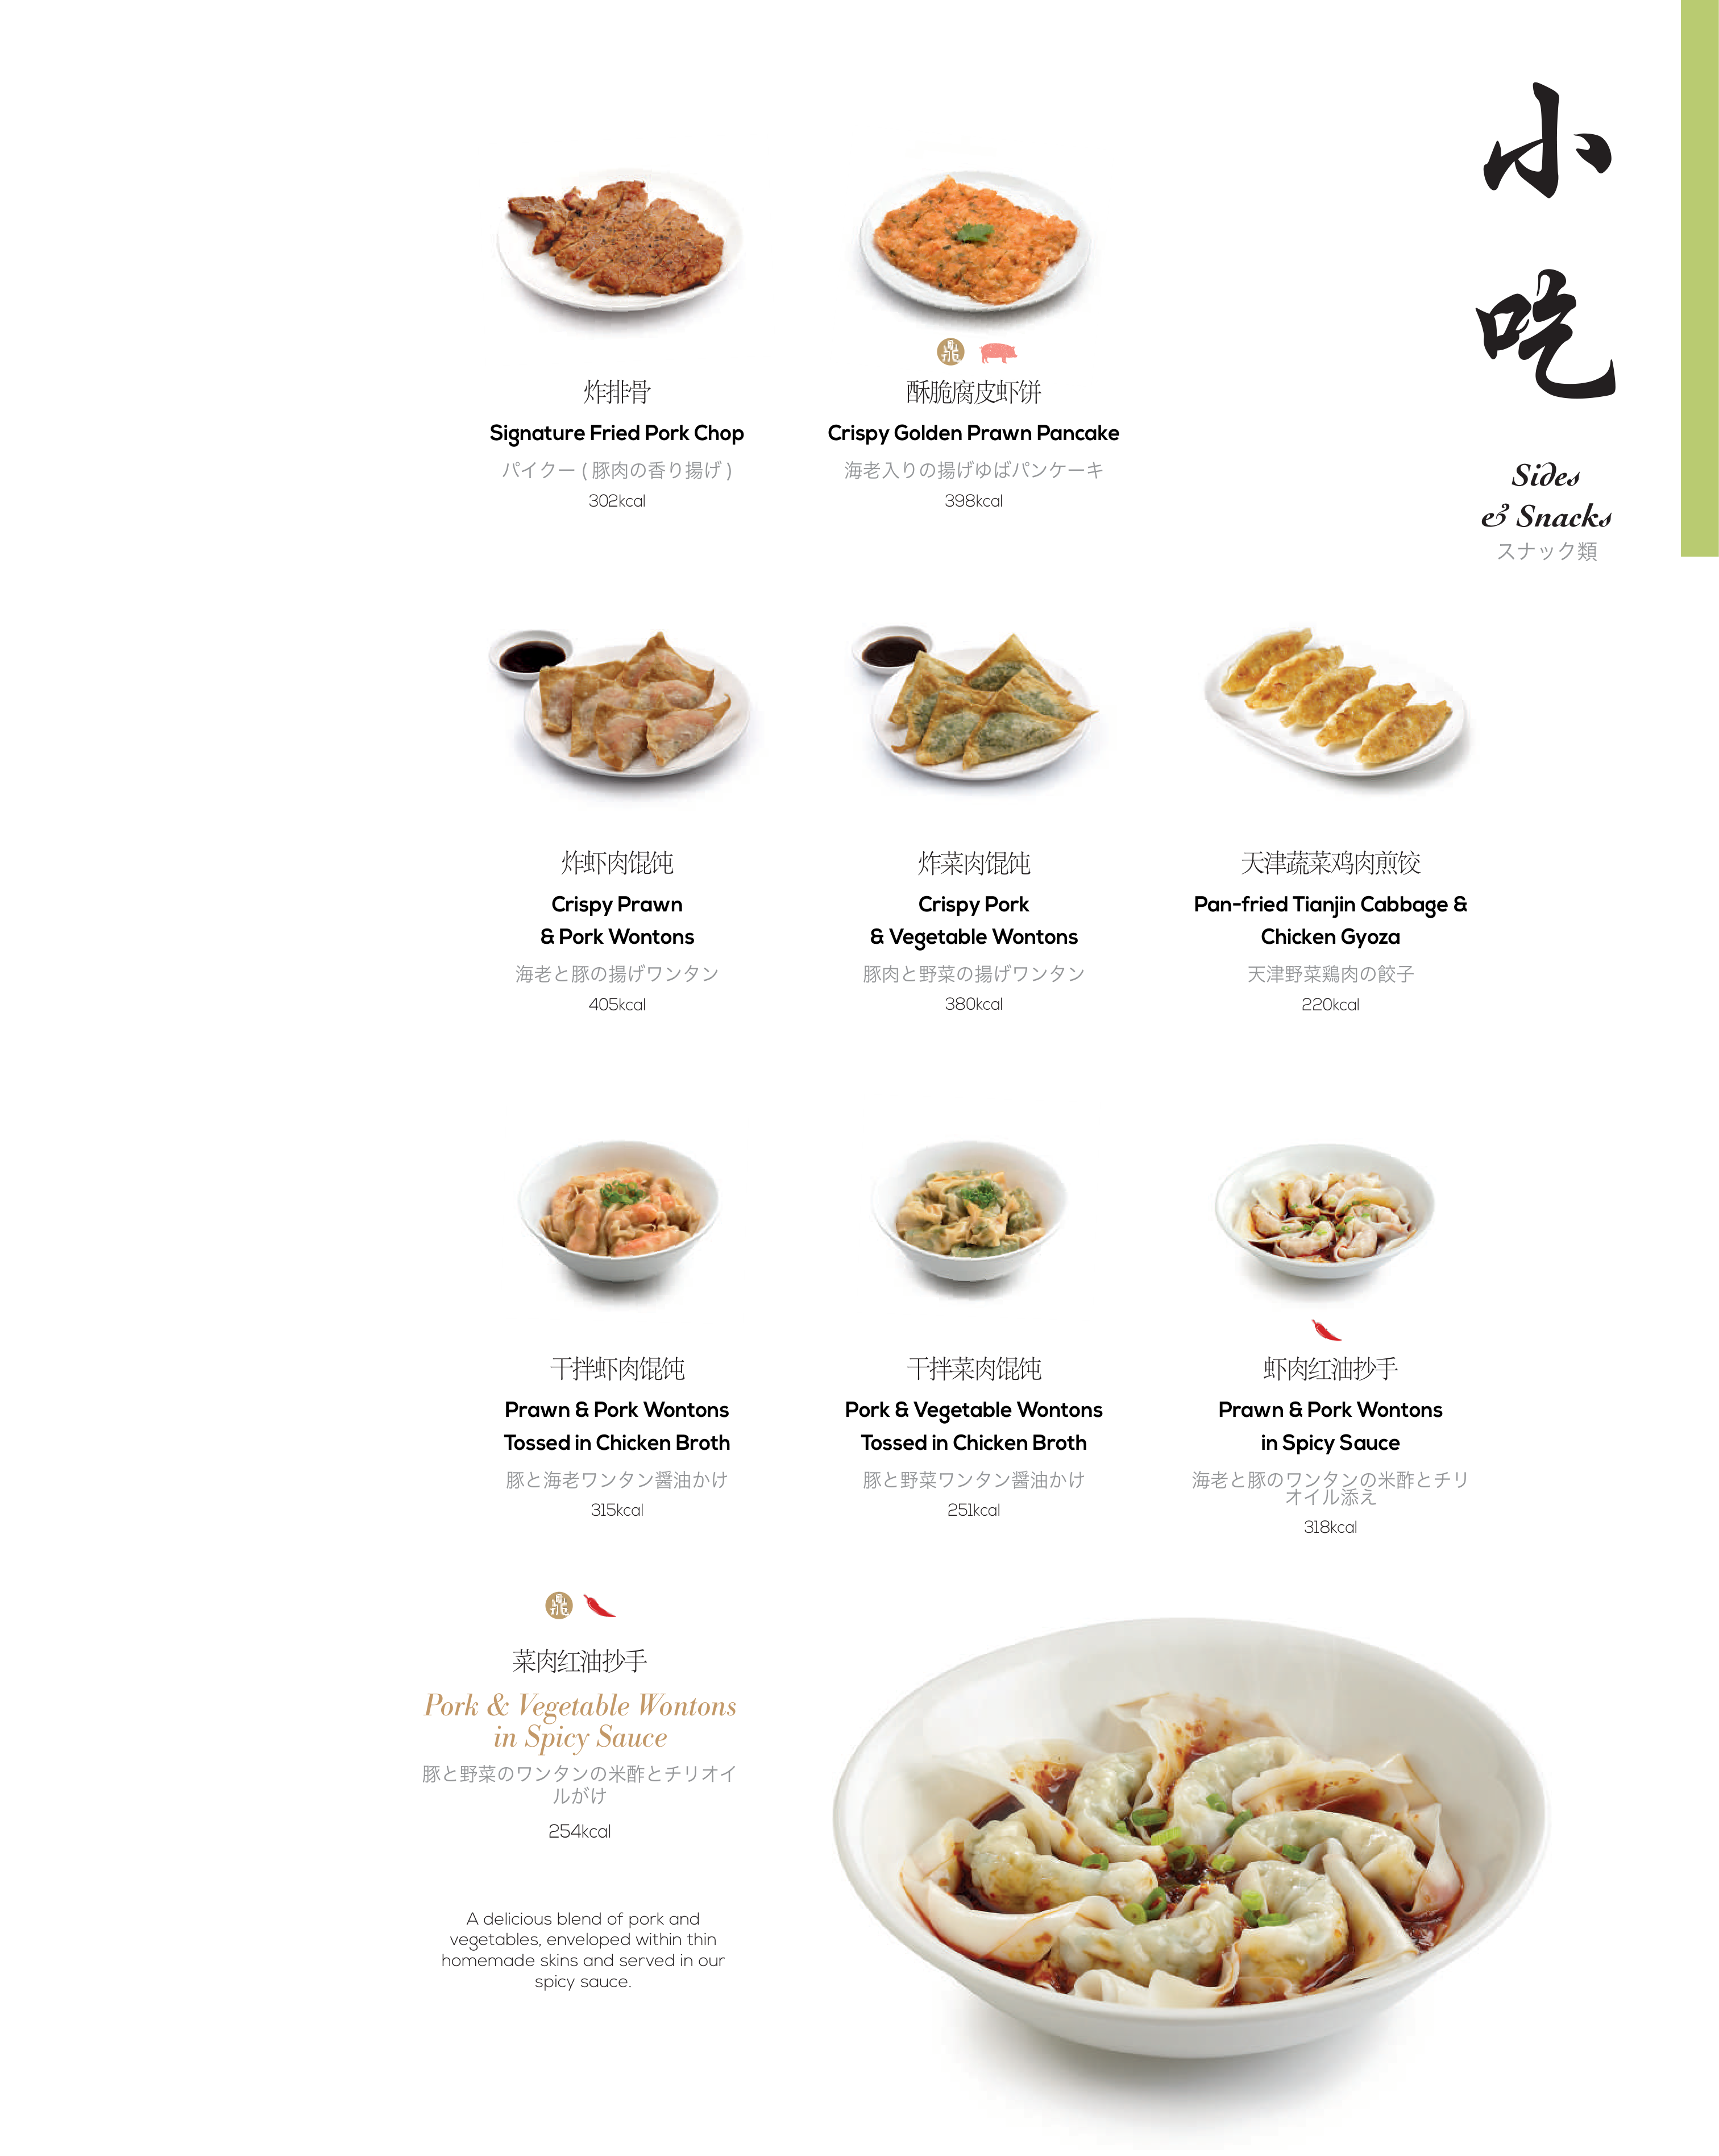 小
吃
Sides
& Snacks
スナック類
炸排骨
Signature Fried Pork Chop
パイクー ( 豚肉の香り揚げ )
302kcal
鼎
酥脆腐皮虾饼
Crispy Golden Prawn Pancake
海老入りの揚げゆばパンケーキ
398kcal
炸虾肉馄饨
Crispy Prawn
& Pork Wontons
海老と豚の揚げワンタン
405kcal
炸菜肉馄饨
Crispy Pork
& Vegetable Wontons
豚肉と野菜の揚げワンタン
380kcal
天津蔬菜鸡肉煎饺
Pan-fried Tianjin Cabbage &
Chicken Gyoza
天津野菜鶏肉の餃子
220kcal
干拌虾肉馄饨
Prawn & Pork Wontons
Tossed in Chicken Broth
豚と海老ワンタン醤油かけ
315kcal
干拌菜肉馄饨
Pork & Vegetable Wontons
Tossed in Chicken Broth
豚と野菜ワンタン醤油かけ
251kcal
虾肉红油抄手
Prawn & Pork Wontons
in Spicy Sauce
海老と豚のワンタンの米酢とチリ
オイル添え
318kcal
鼎
菜肉红油抄手
Pork & Vegetable Wontons
in Spicy Sauce
豚と野菜のワンタンの米酢とチリオイ
ルがけ
254kcal
A delicious blend of pork and
vegetables, enveloped within thin
homemade skins and served in our
spicy sauce.